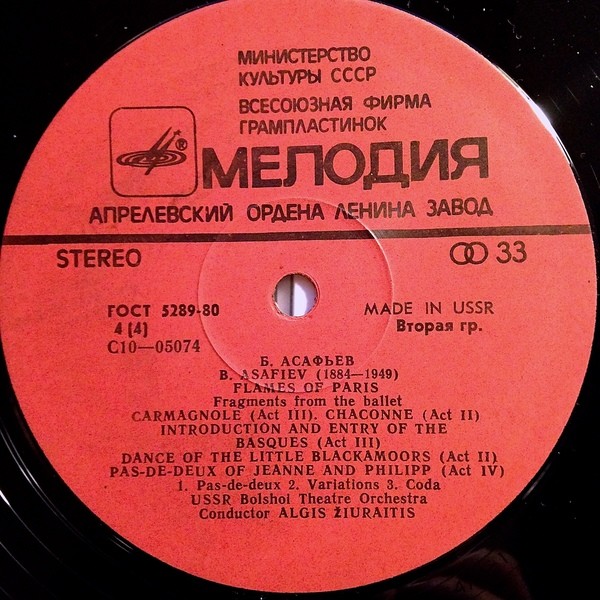 МИНИСТЕРСТВО
КУЛЬТУРЫ СССР
ВСЕСОЮЗНАЯ ФИРМА
ГРАМПЛАСТИНОК
®
МЕЛОДИЯ
АПРЕЛЕВСКИЙ ОРДЕНА ЛЕНИНА ЗАВОД
STEREO
33
ГОСТ 5289-80
MADE IN USSR
4 (4)
Вторая гр.
С10—05074
Б. АСАФЬЕВ
B. ASAFIEV (1884—1949)
FLAMES OF PARIS
Fragments from the ballet
CARMAGNOLE (Act III). CHACONNE (Act II)
INTRODUCTION AND ENTRY OF THE
BASQUES (Act III)
DANCE OF THE LITTLE BLACKAMOORS (Act II)
PAS-DE-DEUX OF JEANNE AND PHILIPP (Act IV)
1. Pas-de-deux 2. Variations 3. Coda
USSR Bolshoi Theatre Orchestra
Conductor ALGIS ŽIURAITIS